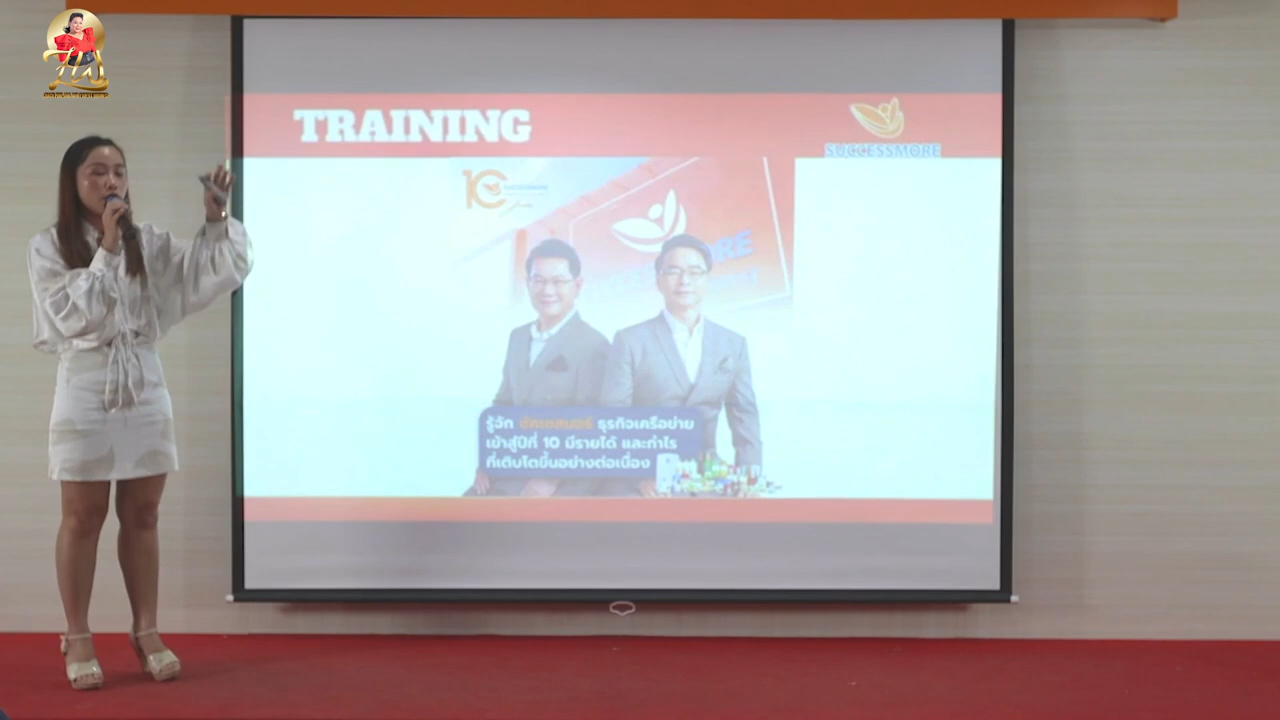 TRAINING
SUCCESSMORE
10
SUCCESSMORE
รู้จัก ซัคเซสมอร์ ธุรกิจเครือข่าย
เข้าสู่ปีที่ 10 มีรายได้ และกำไร
ที่เติบโตขึ้นอย่างต่อเนื่อง